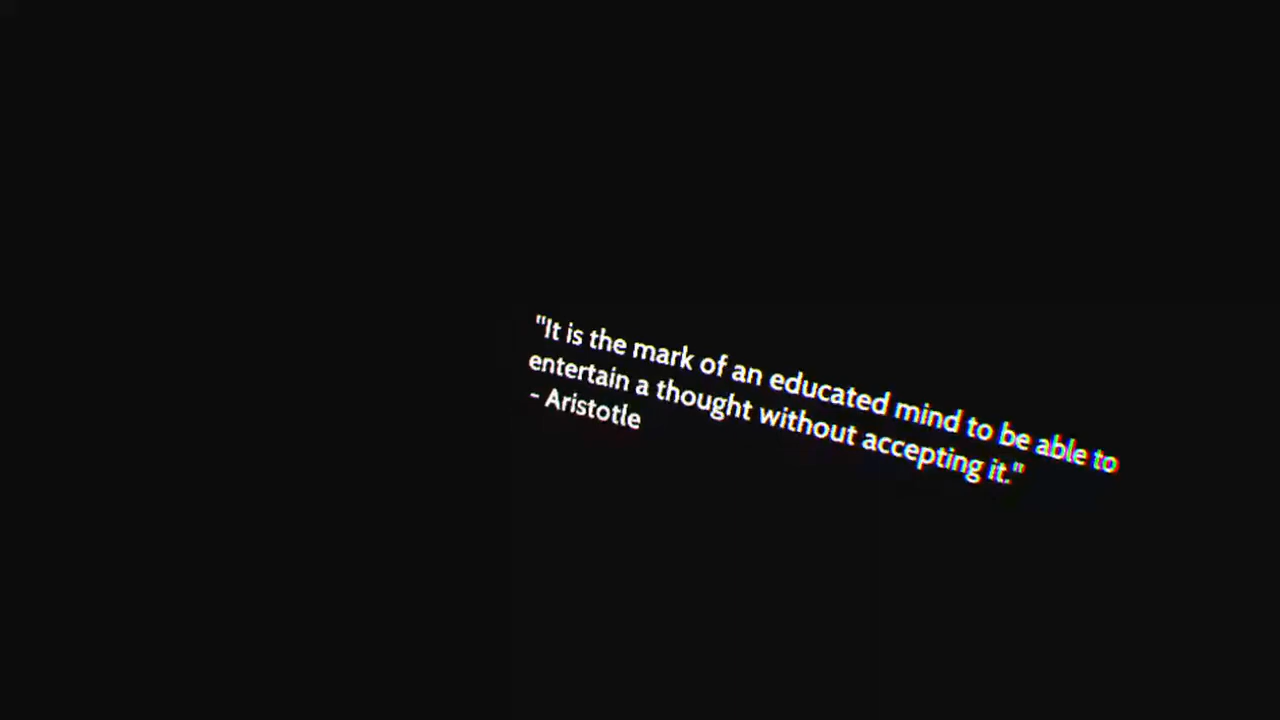 "It is the mark of an educated mind to be able to
entertain a thought without accepting it."
- Aristotle